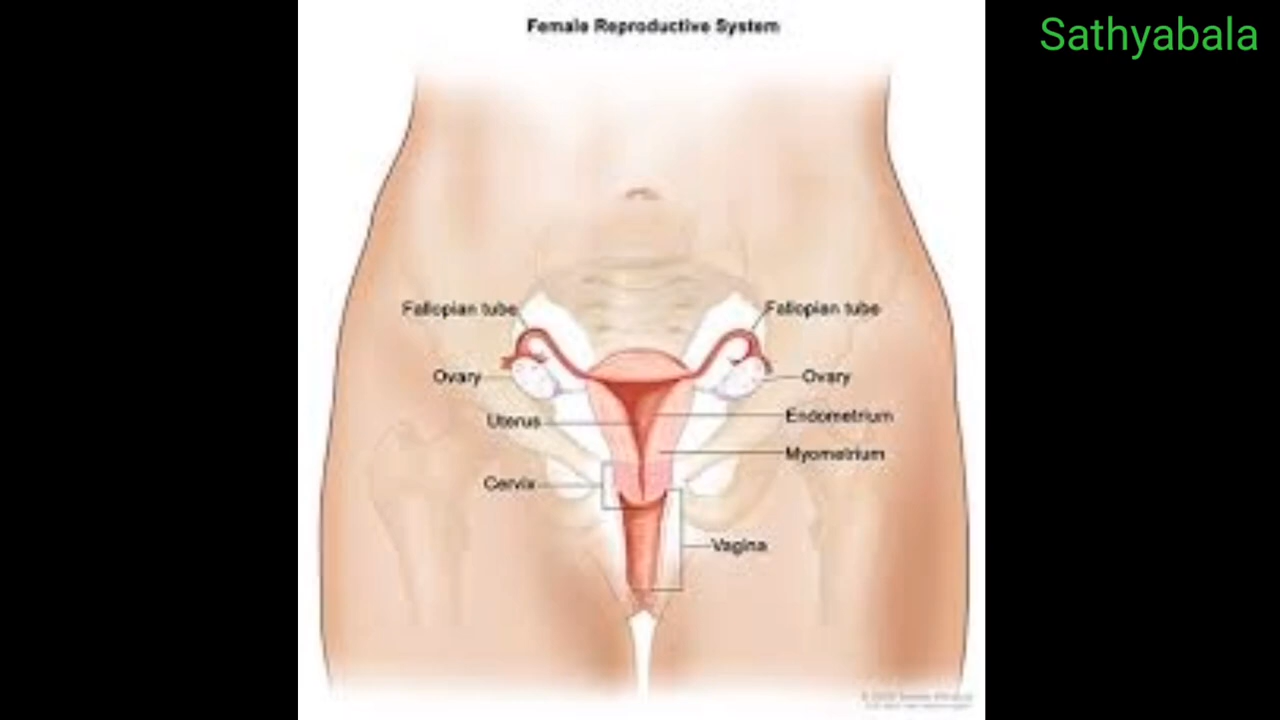 Female Reproductive System
Sathyabala
Fallopian tube
Fallopian tube
Ovary
Ovary
Uterus
Endometrium
Myometrium
Cervix
Vagina